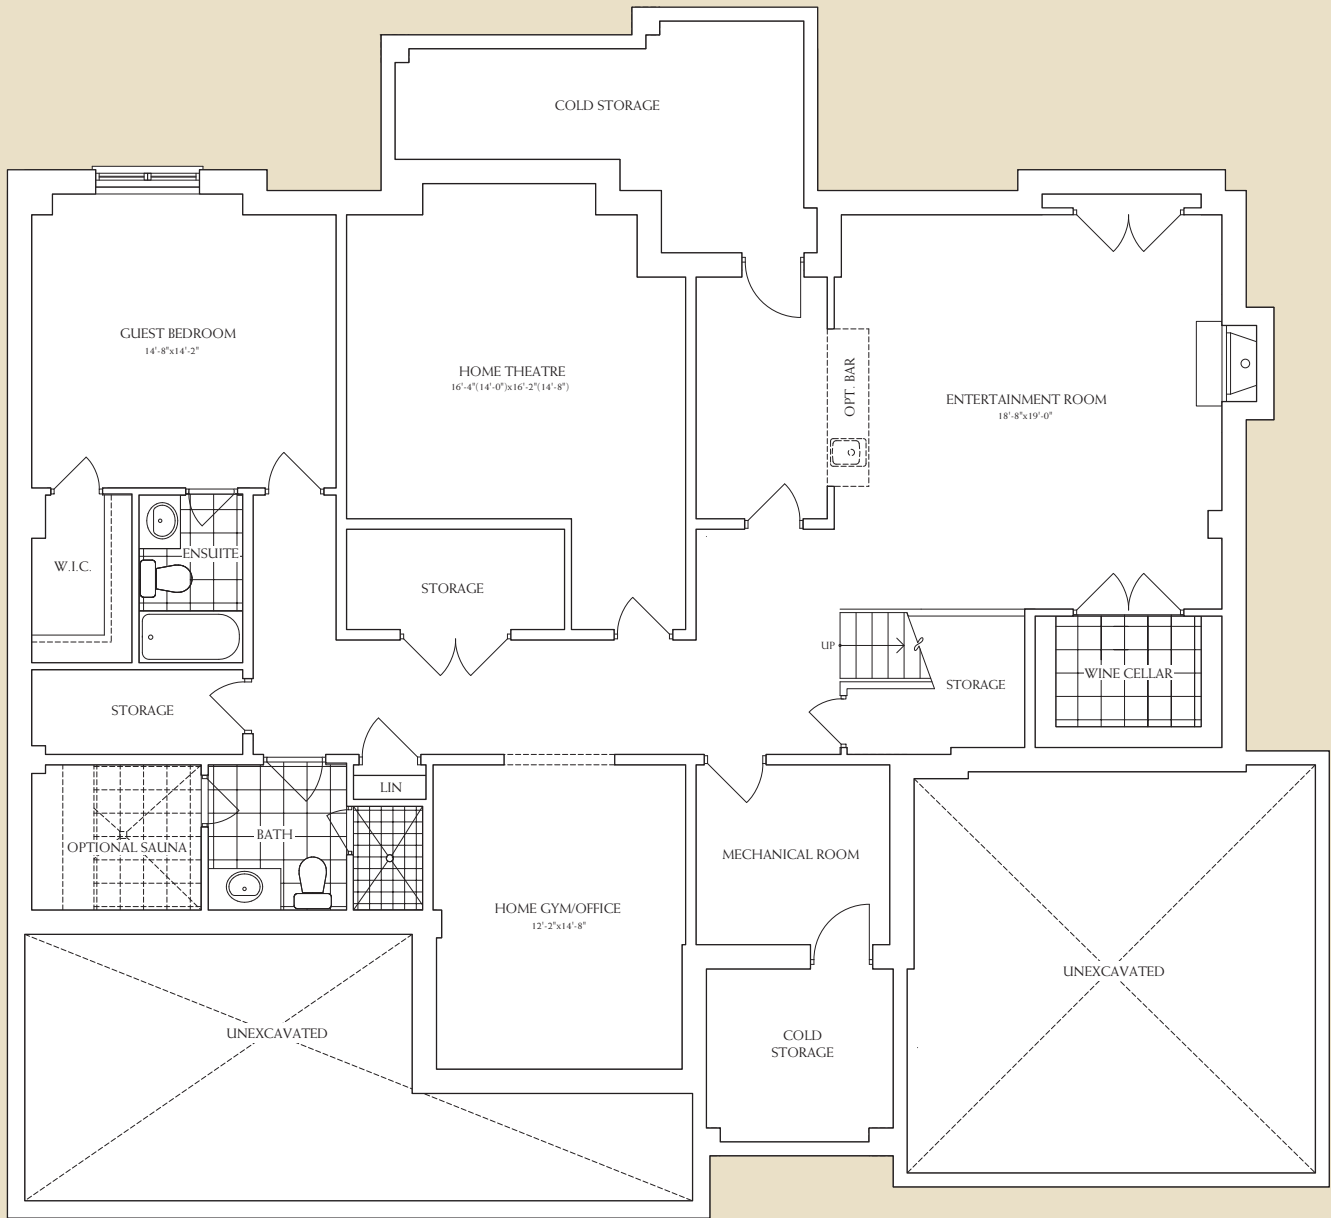 COLD STORAGE
GUEST BEDROOM
14'-8"x14'-2"
HOME THEATRE
16'-4"(14'-0")x16'-2"(14'-8")
OPT. BAR
ENTERTAINMENT ROOM
18'-8"x19'-0"
W.I.C.
ENSUITE
STORAGE
UP
STORAGE
WINE CELLAR
STORAGE
LIN
OPTIONAL SAUNA
BATH
MECHANICAL ROOM
HOME GYM/OFFICE
12'-2"x14'-8"
UNEXCAVATED
UNEXCAVATED
COLD
STORAGE